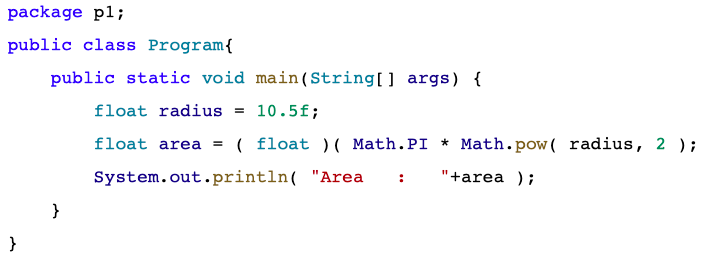 package p1;
public class Program{
    public static void main(String[] args) {
        float radius = 10.5f;
        float area = ( float )( Math.PI * Math.pow( radius, 2 );
        System.out.println( "Area   :   "+area );
    }
}